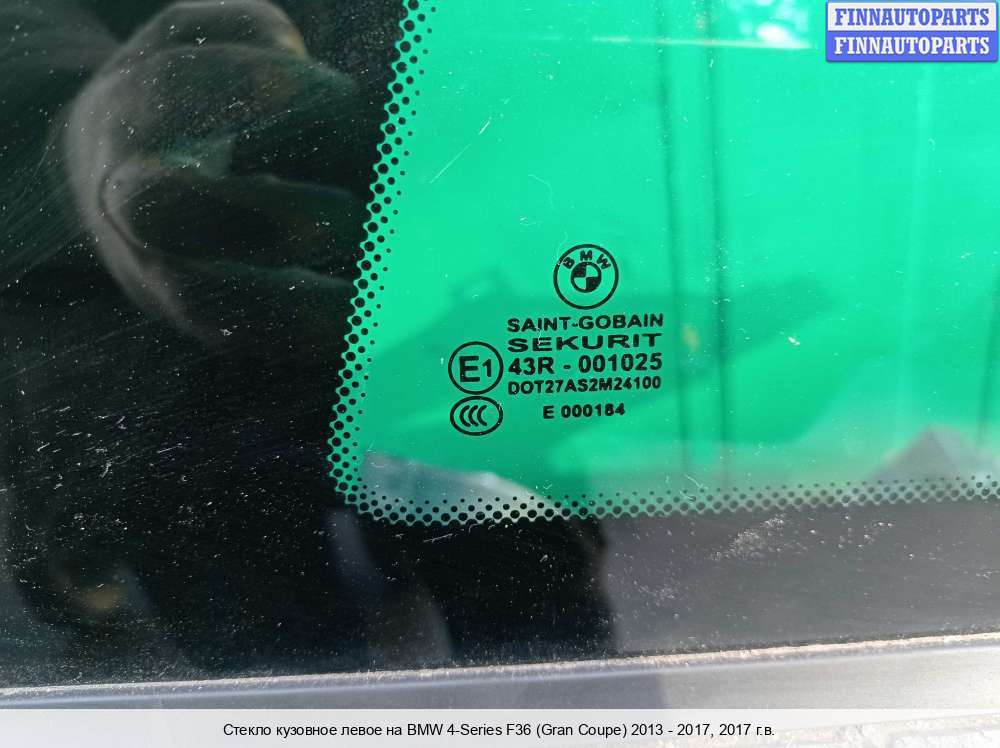 FINNAUTOPARTS
FINNAUTOPARTS
BMW
SAINT-GOBAIN
SEKURIT
E1
43R - 001025
DOT27AS2M24100
CCC
E 000184
Стекло кузовное левое на BMW 4-Series F36 (Gran Coupe) 2013 - 2017, 2017 г.в.